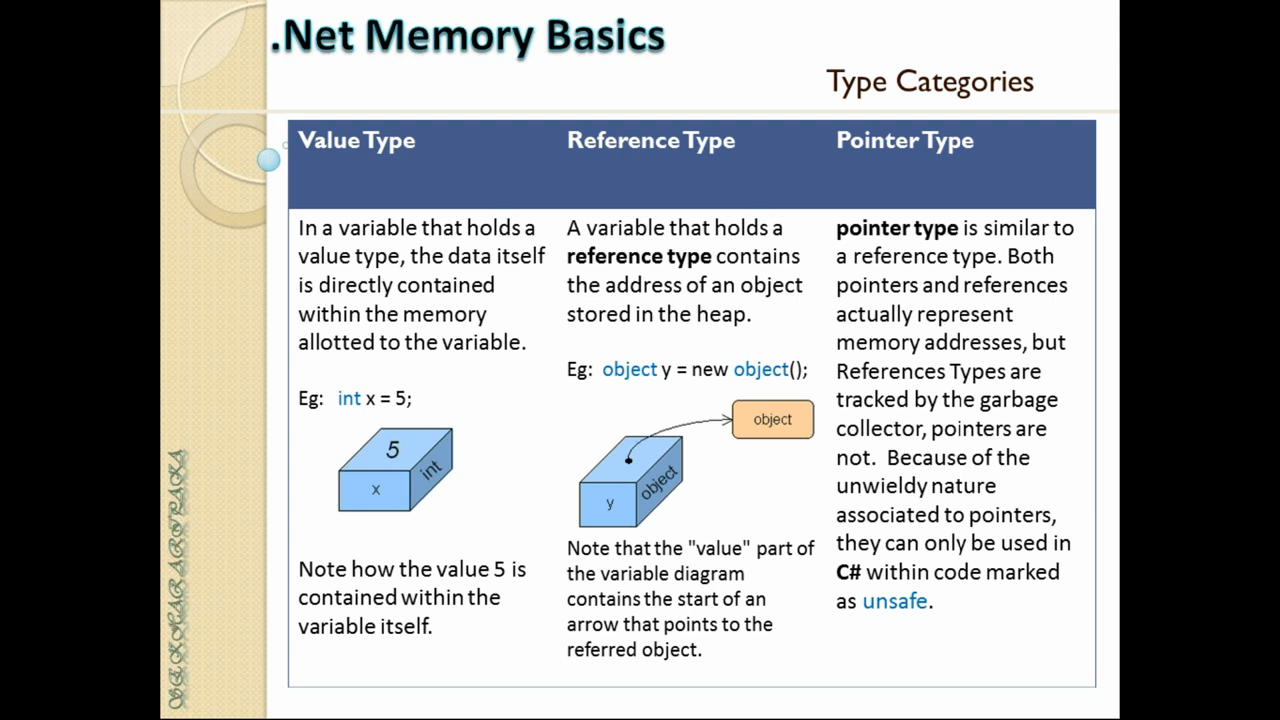 .Net Memory Basics
Type Categories
Value Type
Reference Type
Pointer Type
In a variable that holds a
value type, the data itself
is directly contained
within the memory
allotted to the variable.
Eg: int x = 5;
5
int
x
Note how the value 5 is
contained within the
variable itself.
A variable that holds a
reference type contains
the address of an object
stored in the heap.
Eg: object y = new object();
object
object
y
Note that the "value" part of
the variable diagram
contains the start of an
arrow that points to the
referred object.
pointer type is similar to
a reference type. Both
pointers and references
actually represent
memory addresses, but
References Types are
tracked by the garbage
collector, pointers are
not. Because of the
unwieldy nature
associated to pointers,
they can only be used in
C# within code marked
as unsafe.